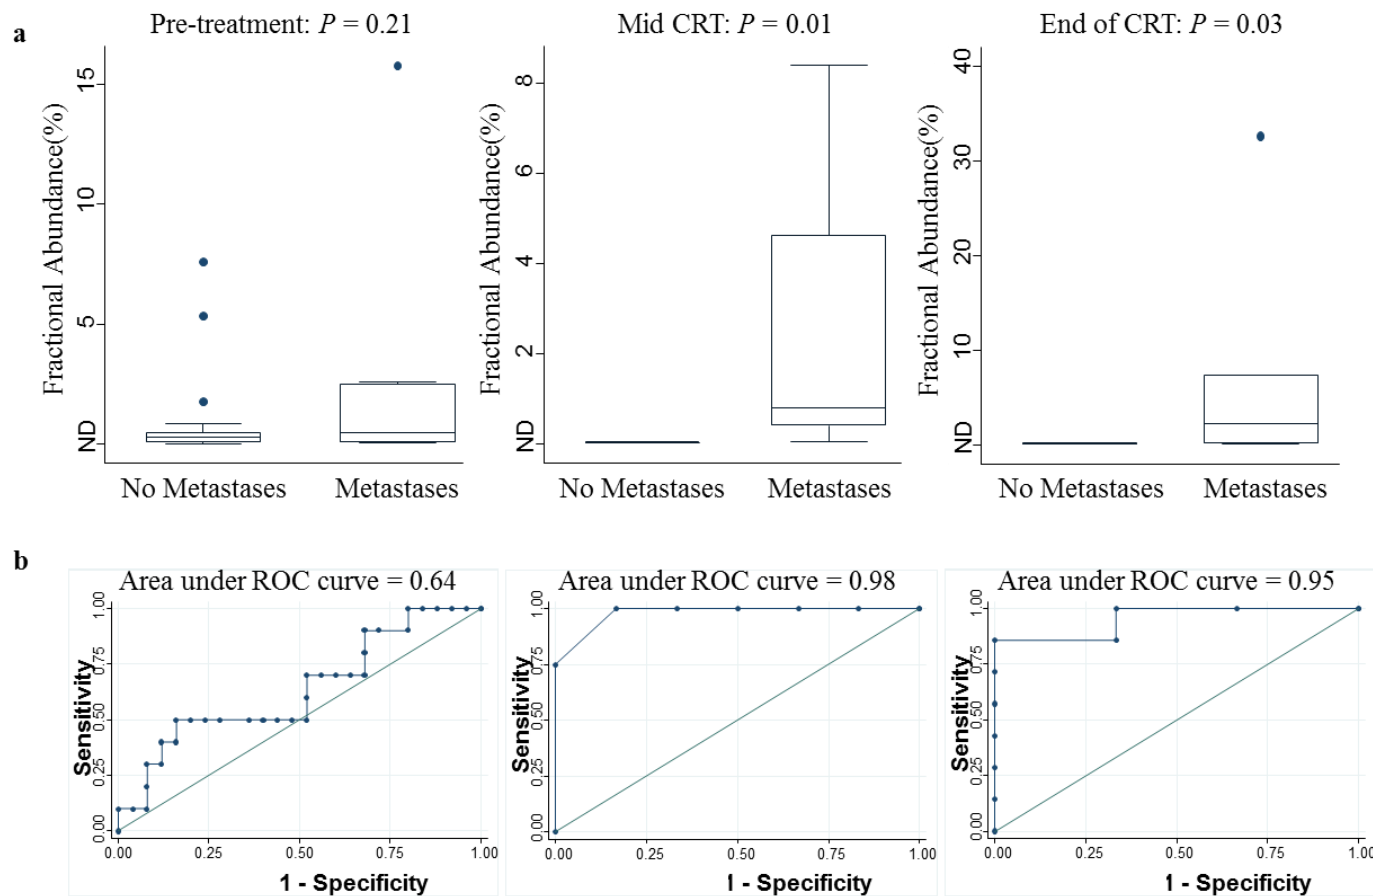 a
Pre-treatment: P = 0.21
Mid CRT: P = 0.01
End of CRT: P = 0.03
Fractional Abundance(%)
15
10
5
ND
No Metastases
Metastases
Fractional Abundance(%)
8
6
4
2
ND
No Metastases
Metastases
Fractional Abundance(%)
40
30
20
10
ND
No Metastases
Metastases
b
Area under ROC curve = 0.64
Sensitivity
1.00
0.75
0.50
0.25
0.00
0.00 0.25 0.50 0.75 1.00
1 - Specificity
Area under ROC curve = 0.98
Sensitivity
1.00
0.75
0.50
0.25
0.00
0.00 0.25 0.50 0.75 1.00
1 - Specificity
Area under ROC curve = 0.95
Sensitivity
1.00
0.75
0.50
0.25
0.00
0.00 0.25 0.50 0.75 1.00
1 - Specificity